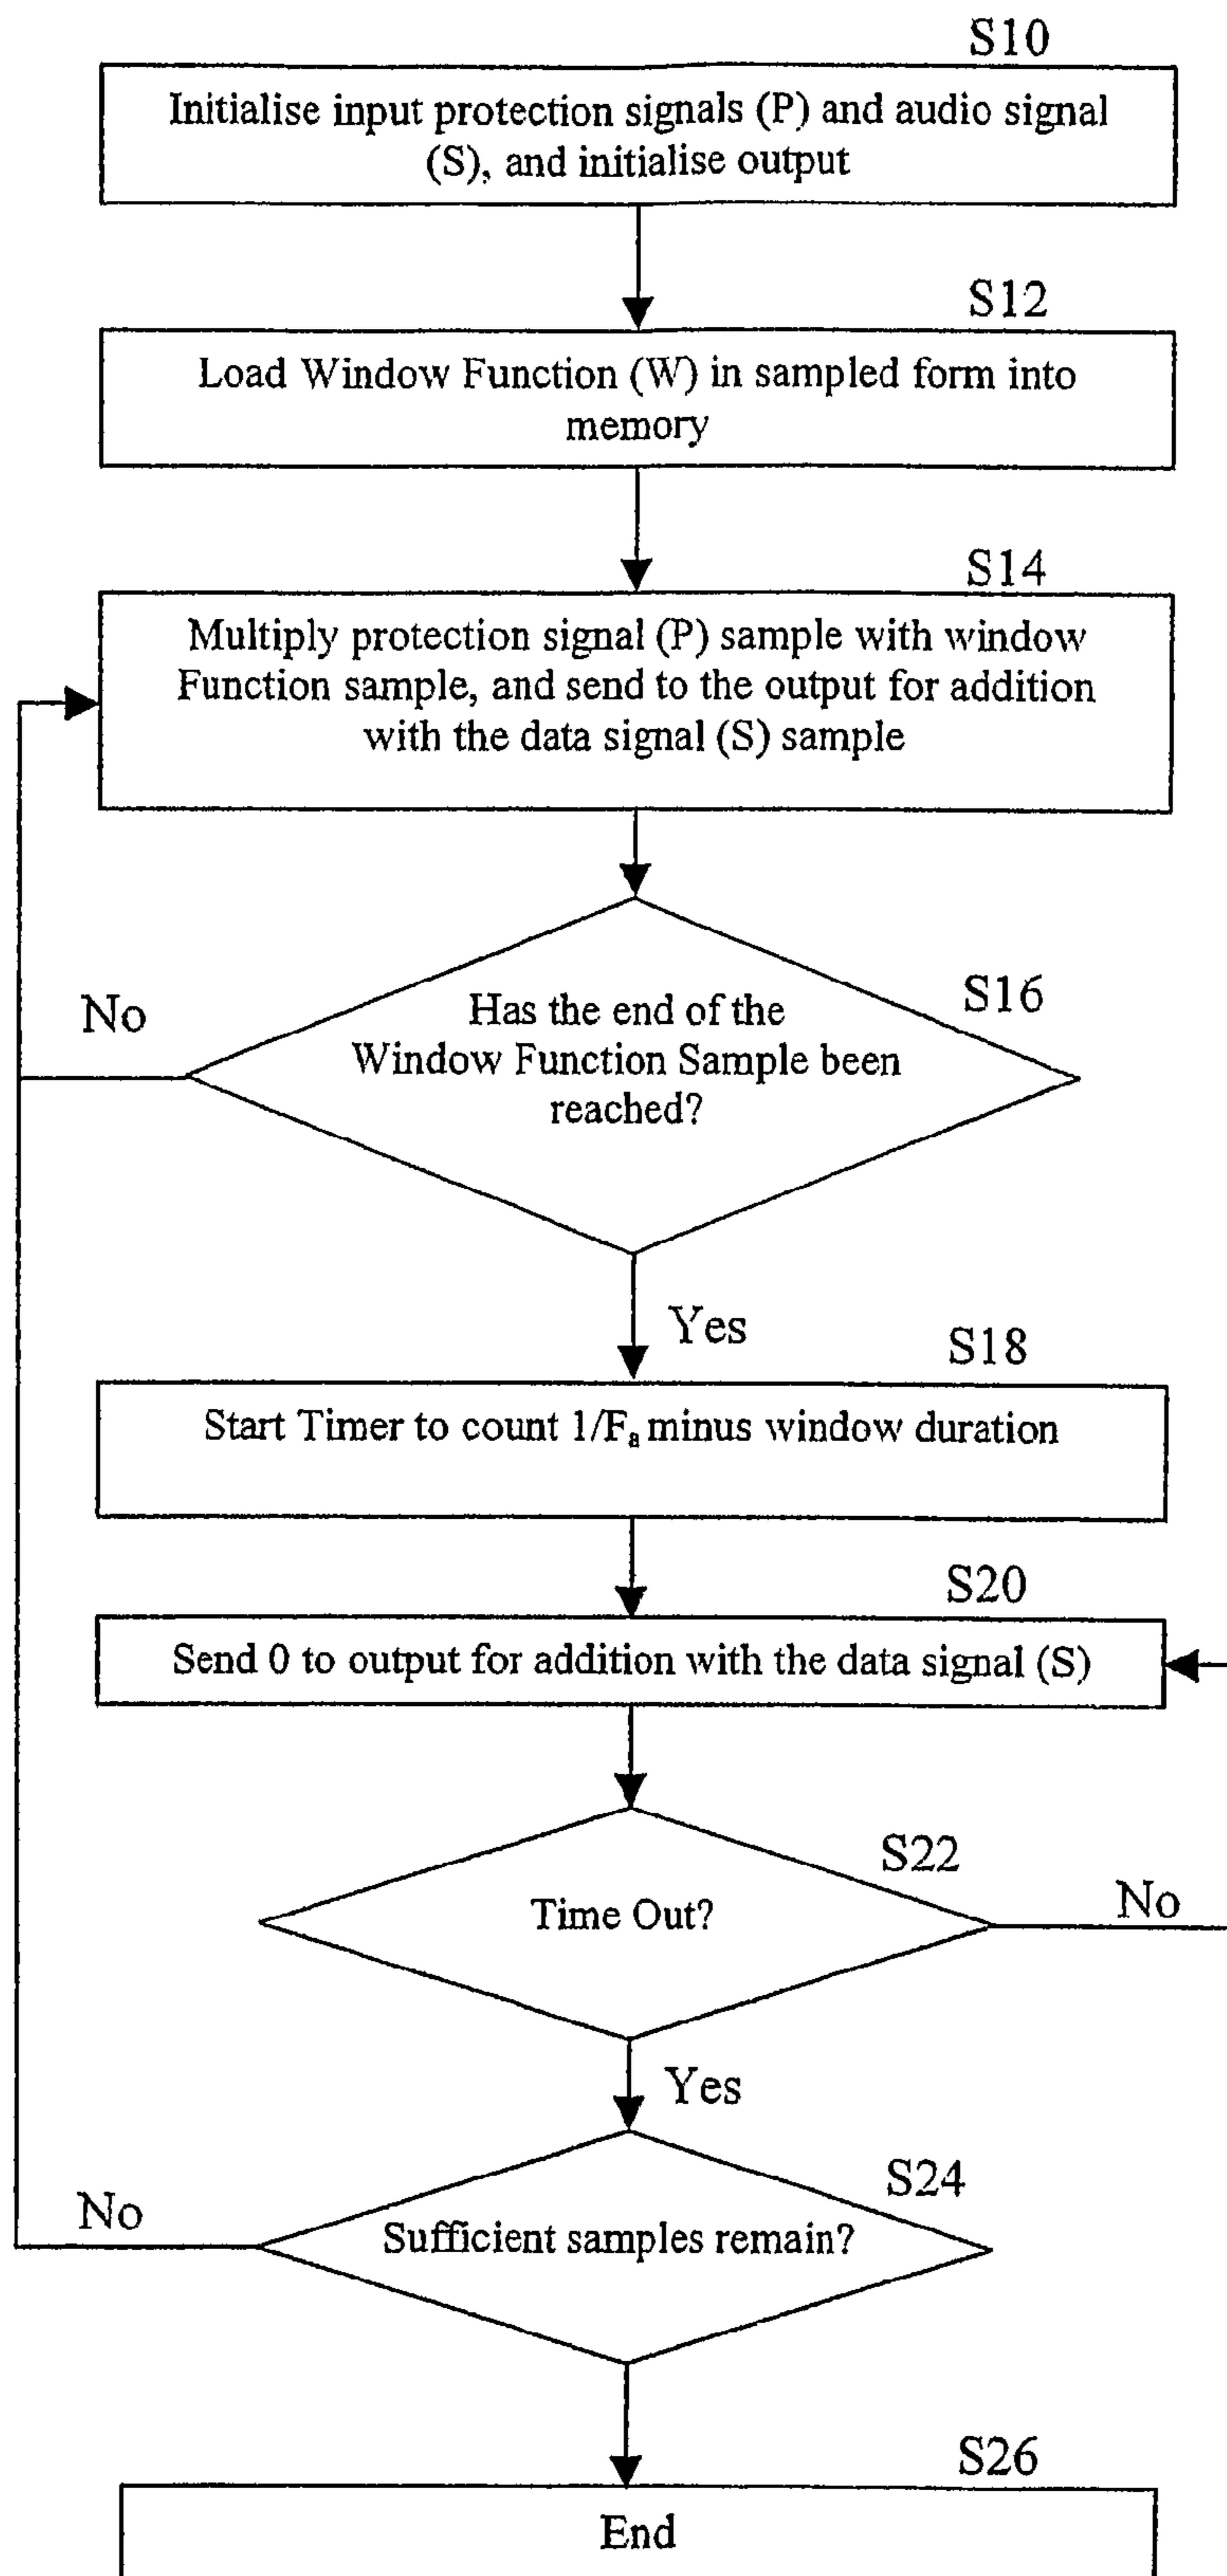 S10
Initialise input protection signals (P) and audio signal
(S), and initialise output
S12
Load Window Function (W) in sampled form into
memory
S14
Multiply protection signal (P) sample with window
Function sample, and send to the output for addition
with the data signal (S) sample
S16
No
Has the end of the
Window Function Sample been
reached?
Yes
S18
Start Timer to count 1/Fₐ minus window duration
S20
Send 0 to output for addition with the data signal (S)
S22
Time Out?
No
Yes
S24
No
Sufficient samples remain?
S26
End